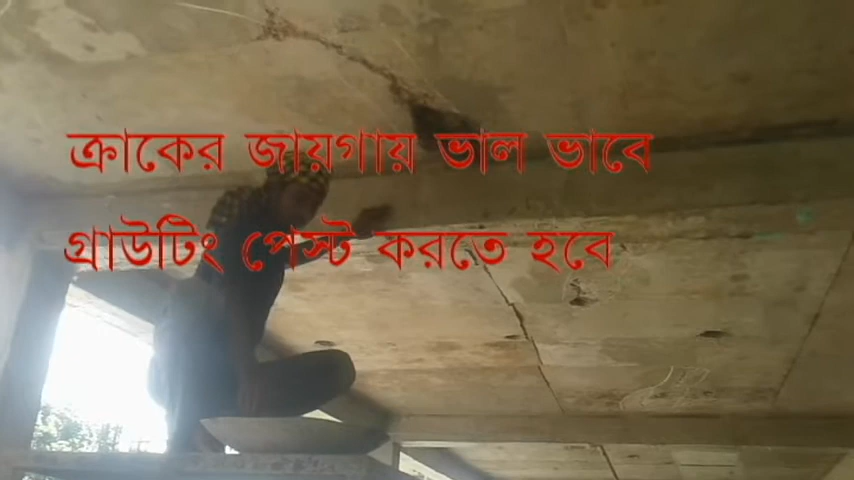 ক্রাকের জায়গায় ভাল ভাবে
গ্রাউটিং পেস্ট করতে হবে